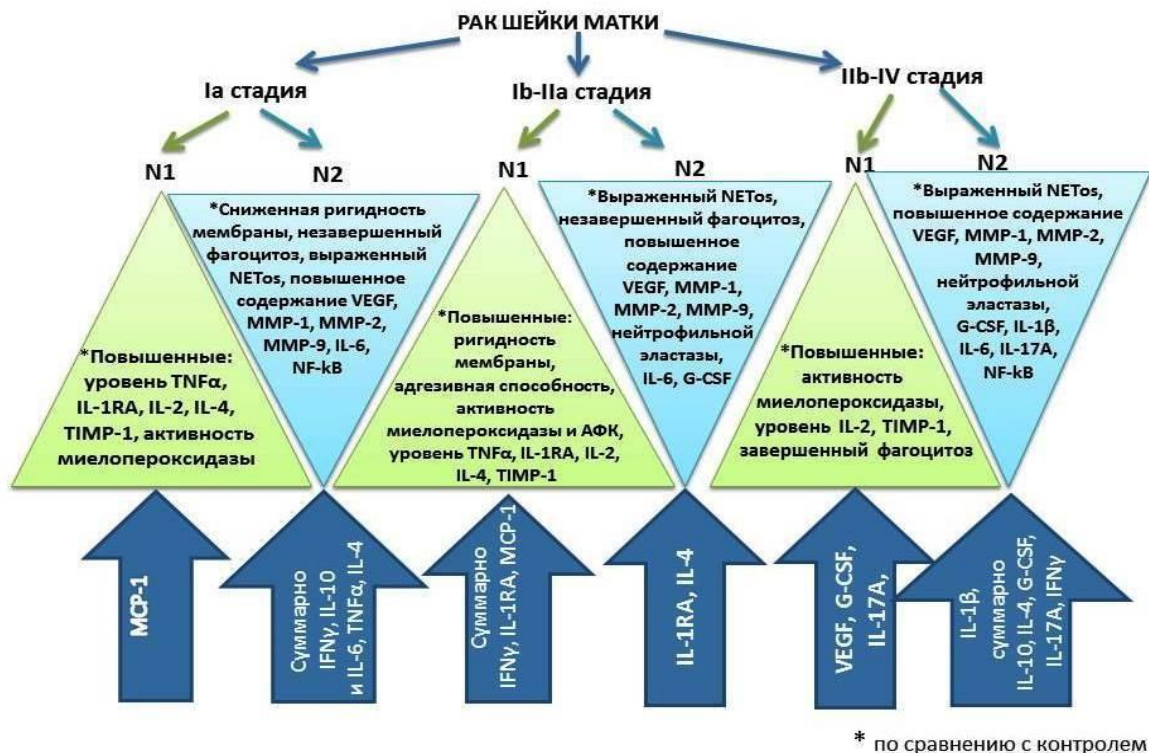 РАК ШЕЙКИ МАТКИ
Ia стадия
Ib-IIa стадия
IIb-IV стадия
N1
N2
N1
N2
N1
N2
*Повышенные:
уровень TNFα,
IL-1RA, IL-2, IL-4,
TIMP-1, активность
миелопероксидазы
*Сниженная ригидность
мембраны, незавершенный
фагоцитоз, выраженный
NETos, повышенное
содержание VEGF,
MMP-1, MMP-2,
MMP-9, IL-6,
NF-kB
*Повышенные:
ригидность
мембраны,
адгезивная способность,
активность
миелопероксидазы и АФК,
уровень TNFα, IL-1RA, IL-2,
IL-4, TIMP-1
*Выраженный NETos,
незавершенный фагоцитоз,
повышенное
содержание
VEGF, MMP-1,
MMP-2, MMP-9,
нейтрофильной
эластазы,
IL-6, G-CSF
*Повышенные:
активность
миелопероксидазы,
уровень IL-2, TIMP-1,
завершенный фагоцитоз
*Выраженный NETos,
повышенное содержание
VEGF, MMP-1, MMP-2,
MMP-9,
нейтрофильной
эластазы,
G-CSF, IL-1β,
IL-6, IL-17A,
NF-kB
MCP-1
Суммарно
IFNγ, IL-10
и IL-6, TNFα, IL-4
Суммарно
IFNγ, IL-1RA, MCP-1
IL-1RA, IL-4
VEGF, G-CSF,
IL-17A,
IL-1β,
суммарно
IL-10, IL-4, G-CSF,
IL-17A, IFNγ
* по сравнению с контролем